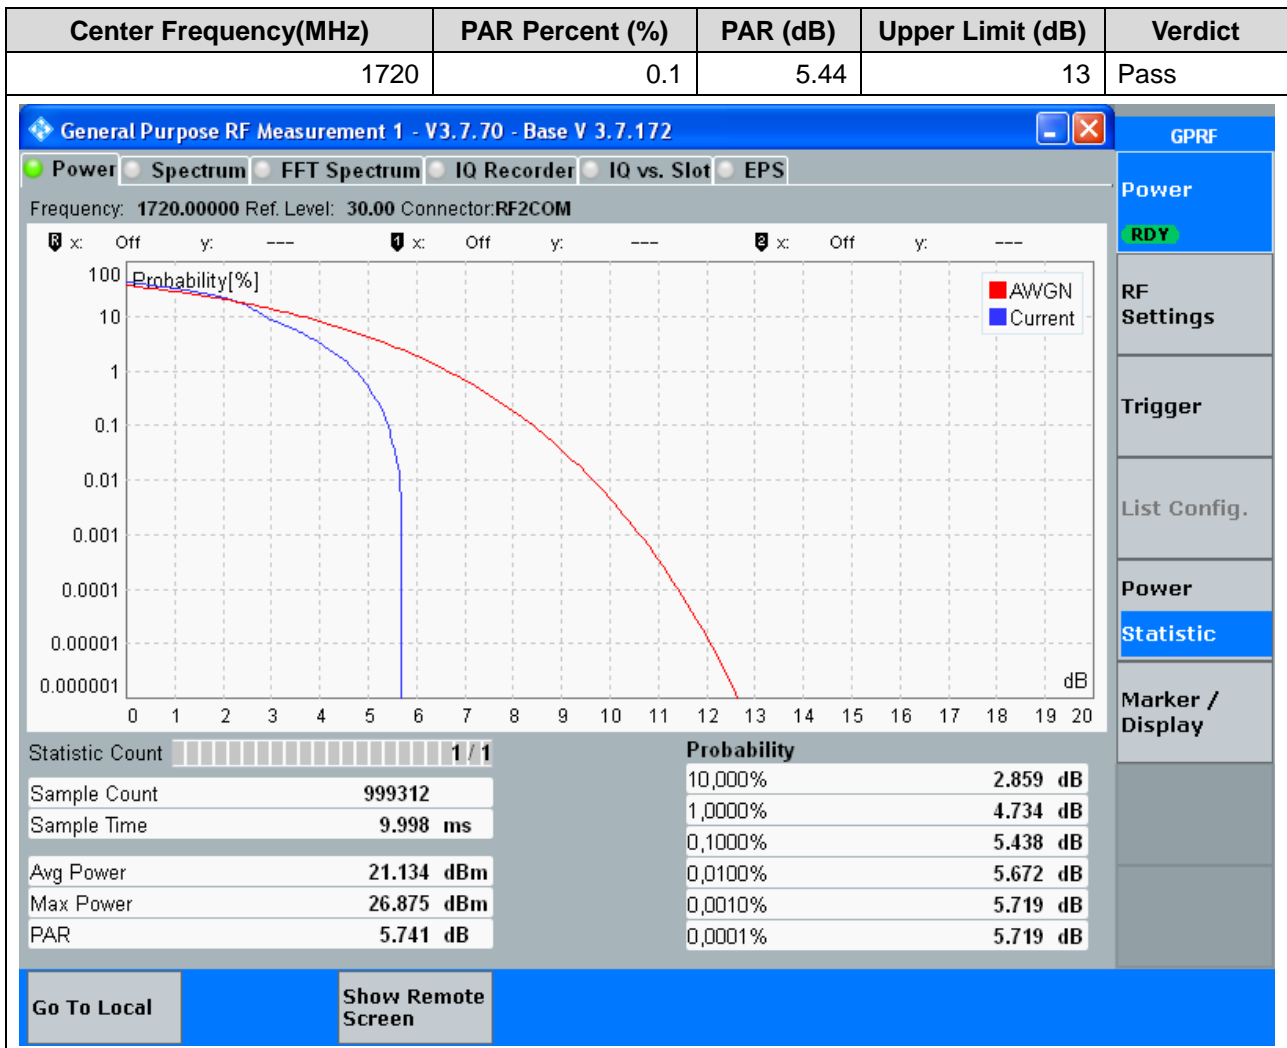 Center Frequency(MHz) PAR Percent (%) PAR (dB) Upper Limit (dB) Verdict
1720 0.1 5.44 13 Pass
General Purpose RF Measurement 1 - V3.7.70 - Base V 3.7.172
GPRF
Power Spectrum FFT Spectrum IQ Recorder IQ vs. Slot EPS
Frequency: 1720.00000 Ref. Level: 30.00 Connector:RF2COM
R x: Off y: --- 1 x: Off y: --- 2 x: Off y: ---
Probability[%]
100
10
1
0.1
0.01
0.001
0.0001
0.00001
0.000001
AWGN
Current
dB
0 1 2 3 4 5 6 7 8 9 10 11 12 13 14 15 16 17 18 19 20
Statistic Count 1 / 1
Sample Count 999312
Sample Time 9.998 ms
Avg Power 21.134 dBm
Max Power 26.875 dBm
PAR 5.741 dB
Probability
10,000% 2.859 dB
1,0000% 4.734 dB
0,1000% 5.438 dB
0,0100% 5.672 dB
0,0010% 5.719 dB
0,0001% 5.719 dB
Power
RDY
RF
Settings
Trigger
List Config.
Power
Statistic
Marker /
Display
Go To Local
Show Remote
Screen